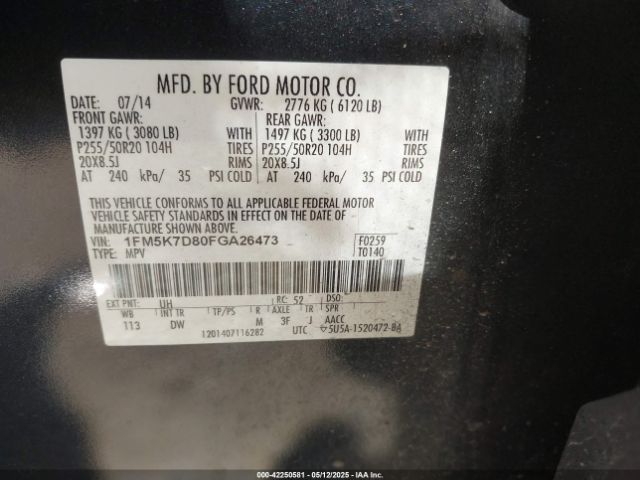 MFD. BY FORD MOTOR CO.
DATE: 07/14 GVWR: 2776 KG ( 6120 LB)
FRONT GAWR: REAR GAWR:
1397 KG ( 3080 LB) WITH 1497 KG ( 3300 LB) WITH
P255/50R20 104H TIRES P255/50R20 104H TIRES
20X8.5J RIMS 20X8.5J RIMS
AT 240 kPa/ 35 PSI COLD AT 240 kPa/ 35 PSI COLD
THIS VEHICLE CONFORMS TO ALL APPLICABLE FEDERAL MOTOR
VEHICLE SAFETY STANDARDS IN EFFECT ON THE DATE OF
MANUFACTURE SHOWN ABOVE.
VIN: 1FM5K7D80FGA26473 F0259
TYPE: MPV T0140
EXT PNT: UH RC: 52 DSO:
WB INT TR TP/PS R AXLE TR SPR
113 DW M 3F J AACC
1201407116282 UTC 5U5A-1520472-BA
000-42250581 - 05/12/2025 - IAA Inc.